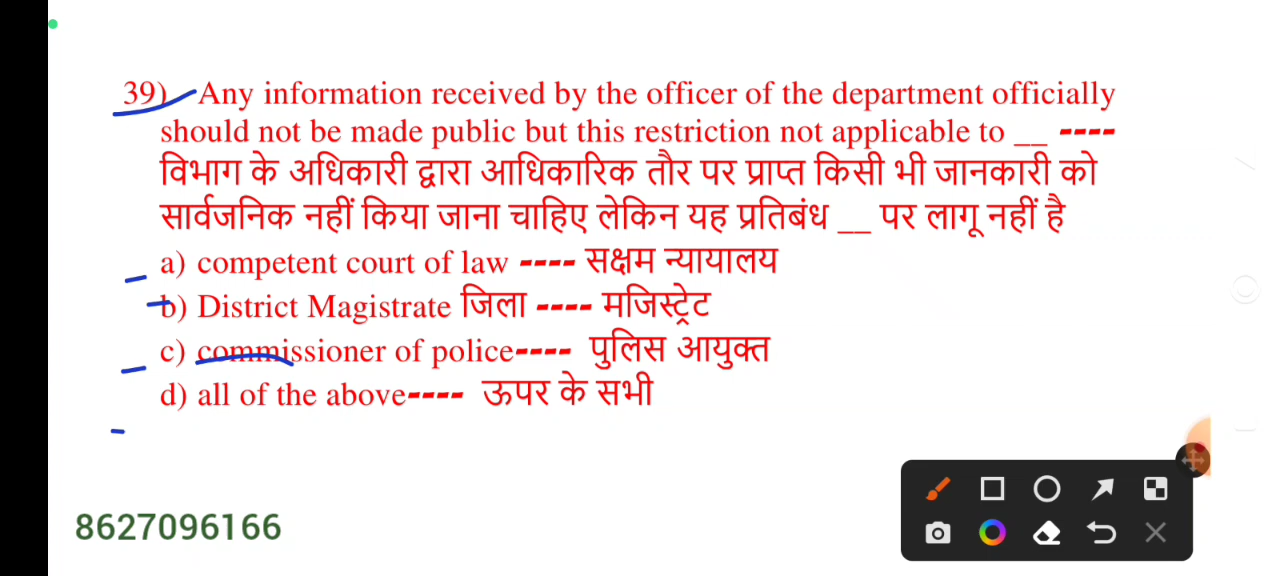 39) Any information received by the officer of the department officially
should not be made public but this restriction not applicable to __ ----
विभाग के अधिकारी द्वारा आधिकारिक तौर पर प्राप्त किसी भी जानकारी को
सार्वजनिक नहीं किया जाना चाहिए लेकिन यह प्रतिबंध __ पर लागू नहीं है
a) competent court of law ---- सक्षम न्यायालय
b) District Magistrate जिला ---- मजिस्ट्रेट
c) commissioner of police---- पुलिस आयुक्त
d) all of the above---- ऊपर के सभी
8627096166